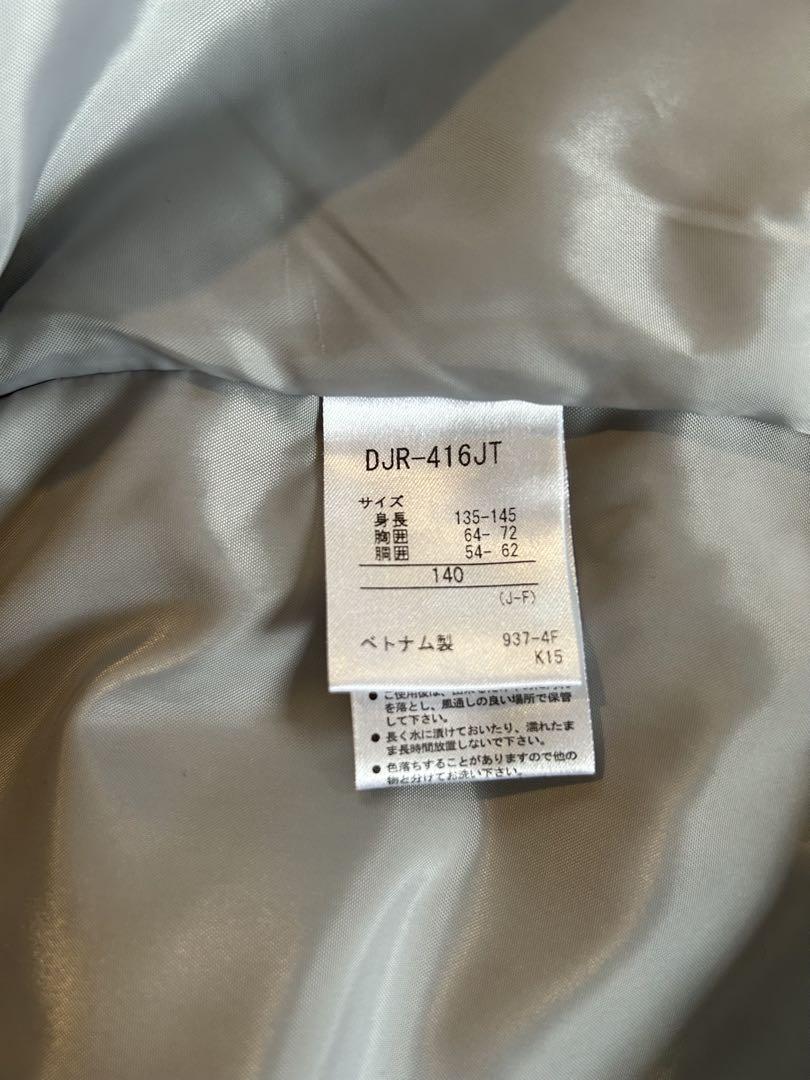 DJR-416JT
サイズ
身長 135-145
胸囲 64- 72
胴囲 54- 62
140
(J-F)
ベトナム製 937-4F
K15
● ご使用後は、
を落とし、風通しの良い場所で保管
して下さい。
● 長く水に漬けておいたり、濡れたま
ま長時間放置しないで下さい。
● 色落ちすることがありますので他の
物と分けてお洗い下さい。